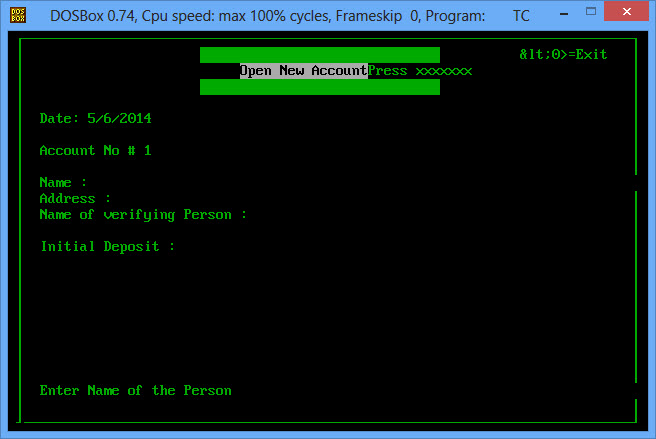 DOS BOX
DOSBox 0.74, Cpu speed: max 100% cycles, Frameskip 0, Program: TC
&lt;0>=Exit
Open New AccountPress xxxxxxx
Date: 5/6/2014
Account No # 1
Name :
Address :
Name of verifying Person :
Initial Deposit :
Enter Name of the Person